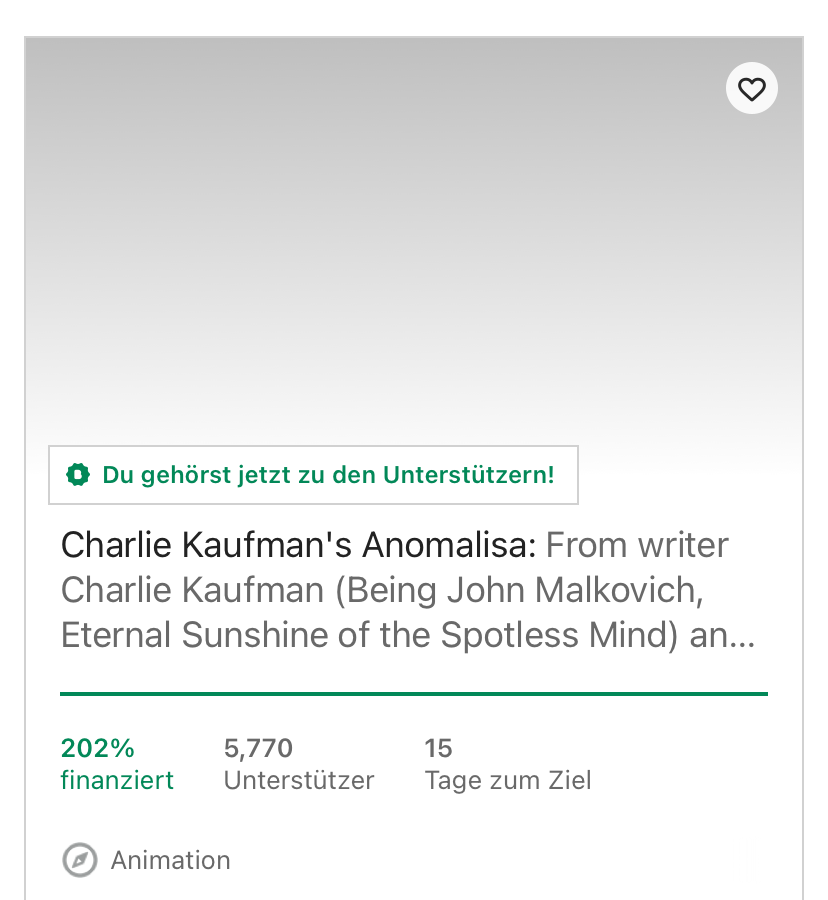 Du gehörst jetzt zu den Unterstützern!
Charlie Kaufman's Anomalisa: From writer
Charlie Kaufman (Being John Malkovich,
Eternal Sunshine of the Spotless Mind) an...
202%
finanziert
5,770
Unterstützer
15
Tage zum Ziel
Animation